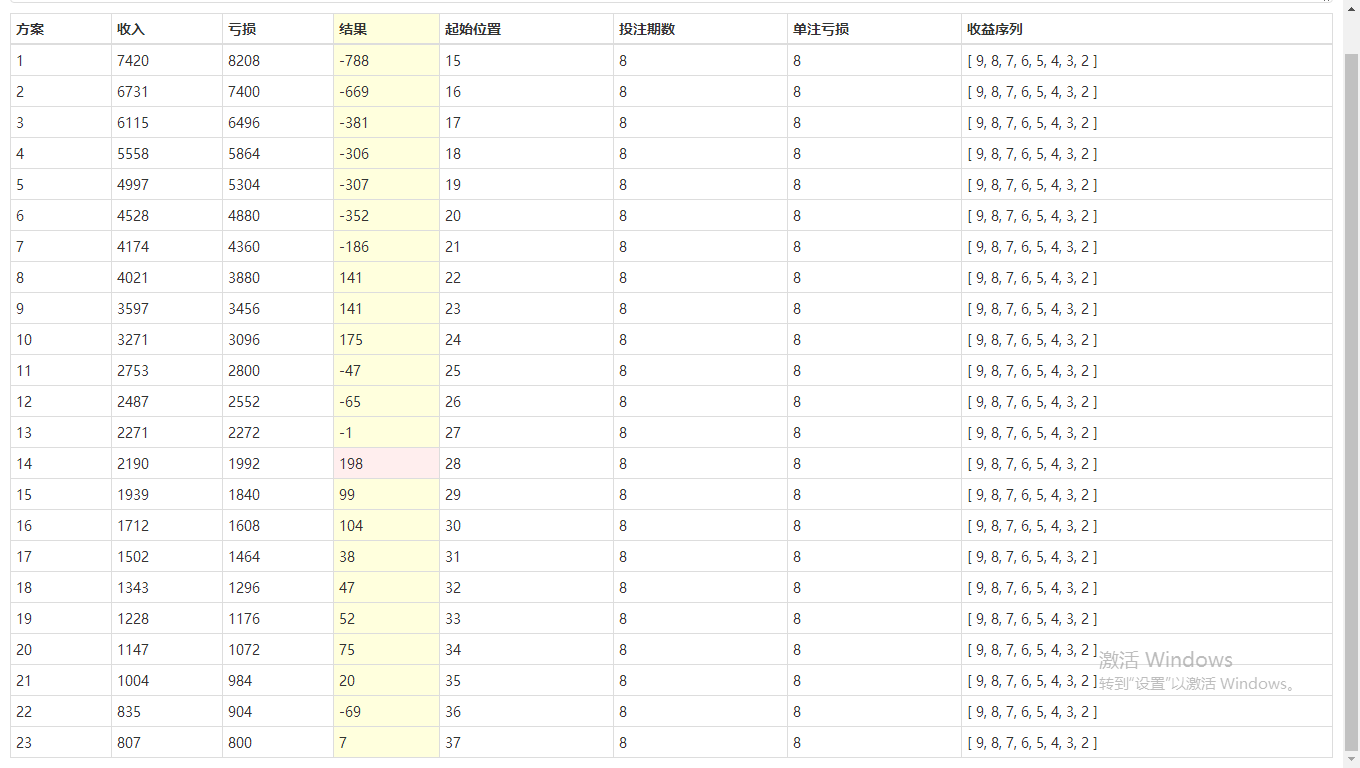 方案 收入 亏损 结果 起始位置 投注期数 单注亏损 收益序列
1 7420 8208 -788 15 8 8 [ 9, 8, 7, 6, 5, 4, 3, 2 ]
2 6731 7400 -669 16 8 8 [ 9, 8, 7, 6, 5, 4, 3, 2 ]
3 6115 6496 -381 17 8 8 [ 9, 8, 7, 6, 5, 4, 3, 2 ]
4 5558 5864 -306 18 8 8 [ 9, 8, 7, 6, 5, 4, 3, 2 ]
5 4997 5304 -307 19 8 8 [ 9, 8, 7, 6, 5, 4, 3, 2 ]
6 4528 4880 -352 20 8 8 [ 9, 8, 7, 6, 5, 4, 3, 2 ]
7 4174 4360 -186 21 8 8 [ 9, 8, 7, 6, 5, 4, 3, 2 ]
8 4021 3880 141 22 8 8 [ 9, 8, 7, 6, 5, 4, 3, 2 ]
9 3597 3456 141 23 8 8 [ 9, 8, 7, 6, 5, 4, 3, 2 ]
10 3271 3096 175 24 8 8 [ 9, 8, 7, 6, 5, 4, 3, 2 ]
11 2753 2800 -47 25 8 8 [ 9, 8, 7, 6, 5, 4, 3, 2 ]
12 2487 2552 -65 26 8 8 [ 9, 8, 7, 6, 5, 4, 3, 2 ]
13 2271 2272 -1 27 8 8 [ 9, 8, 7, 6, 5, 4, 3, 2 ]
14 2190 1992 198 28 8 8 [ 9, 8, 7, 6, 5, 4, 3, 2 ]
15 1939 1840 99 29 8 8 [ 9, 8, 7, 6, 5, 4, 3, 2 ]
16 1712 1608 104 30 8 8 [ 9, 8, 7, 6, 5, 4, 3, 2 ]
17 1502 1464 38 31 8 8 [ 9, 8, 7, 6, 5, 4, 3, 2 ]
18 1343 1296 47 32 8 8 [ 9, 8, 7, 6, 5, 4, 3, 2 ]
19 1228 1176 52 33 8 8 [ 9, 8, 7, 6, 5, 4, 3, 2 ]
20 1147 1072 75 34 8 8 [ 9, 8, 7, 6, 5, 4, 3, 2 ]
21 1004 984 20 35 8 8 [ 9, 8, 7, 6, 5, 4, 3, 2 ]
22 835 904 -69 36 8 8 [ 9, 8, 7, 6, 5, 4, 3, 2 ]
23 807 800 7 37 8 8 [ 9, 8, 7, 6, 5, 4, 3, 2 ]
激活 Windows
转到“设置”以激活 Windows。